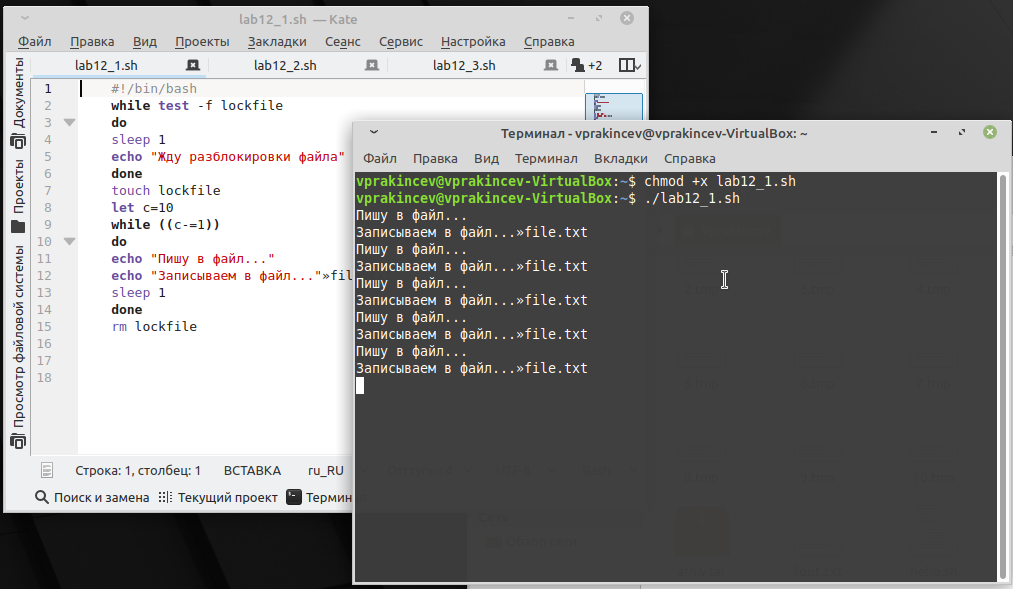 lab12_1.sh — Kate
Файл Правка Вид Проекты Закладки Сеанс Сервис Настройка Справка
lab12_1.sh lab12_2.sh lab12_3.sh +2
Документы
Проекты
Просмотр файловой системы
1 #!/bin/bash
2 while test -f lockfile
3 do
4 sleep 1
5 echo "Жду разблокировки файла"
6 done
7 touch lockfile
8 let c=10
9 while ((c-=1))
10 do
11 echo "Пишу в файл..."
12 echo "Записываем в файл..."»fil
13 sleep 1
14 done
15 rm lockfile
16
17
18
Строка: 1, столбец: 1 ВСТАВКА ru_RU
Поиск и замена Текущий проект Термин
Терминал - vprakincev@vprakincev-VirtualBox: ~
Файл Правка Вид Терминал Вкладки Справка
vprakincev@vprakincev-VirtualBox:~$ chmod +x lab12_1.sh
vprakincev@vprakincev-VirtualBox:~$ ./lab12_1.sh
Пишу в файл...
Записываем в файл...»file.txt
Пишу в файл...
Записываем в файл...»file.txt
Пишу в файл...
Записываем в файл...»file.txt
Пишу в файл...
Записываем в файл...»file.txt
Пишу в файл...
Записываем в файл...»file.txt